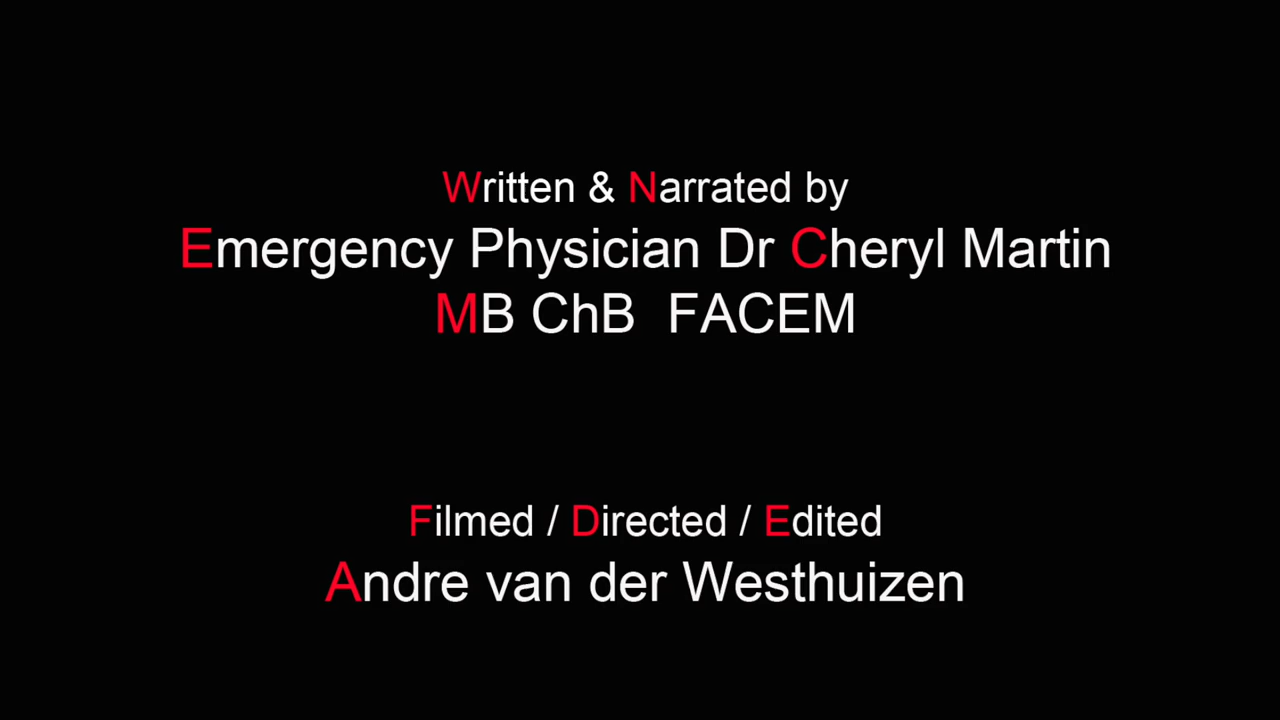 Written & Narrated by
Emergency Physician Dr Cheryl Martin
MB ChB  FACEM
Filmed / Directed / Edited
Andre van der Westhuizen